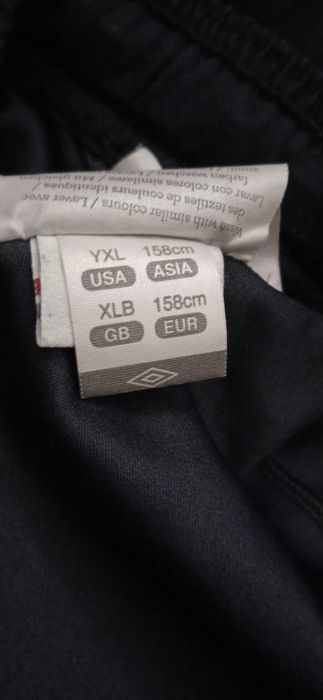 Wash with similar colours / Laver avec
des textiles de couleurs identiques /
Lavar con colores similares /
YXL 158cm
USA ASIA
XLB 158cm
GB EUR